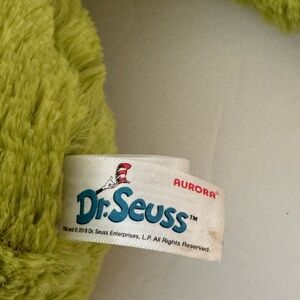 AURORA®
Dr. Seuss™
TM and © 2018 Dr. Seuss Enterprises, L.P. All Rights Reserved.